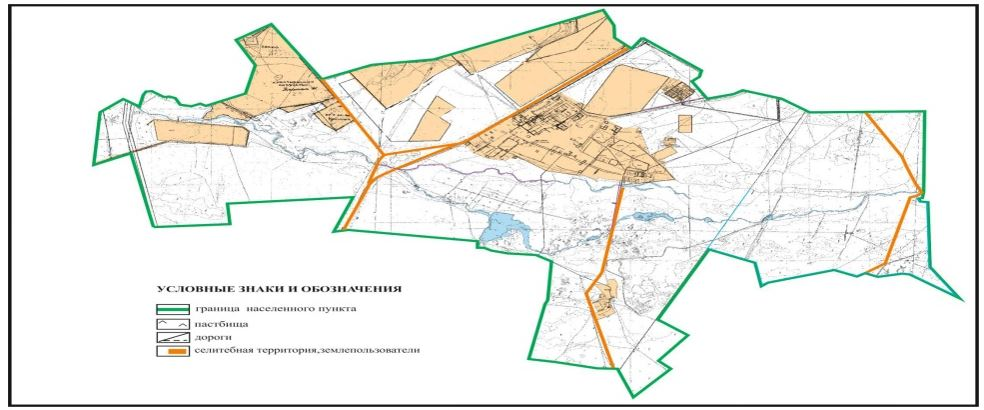 УСЛОВНЫЕ ЗНАКИ И ОБОЗНАЧЕНИЯ
граница населенного пункта
пастбища
дороги
селитебная территория,землепользователи